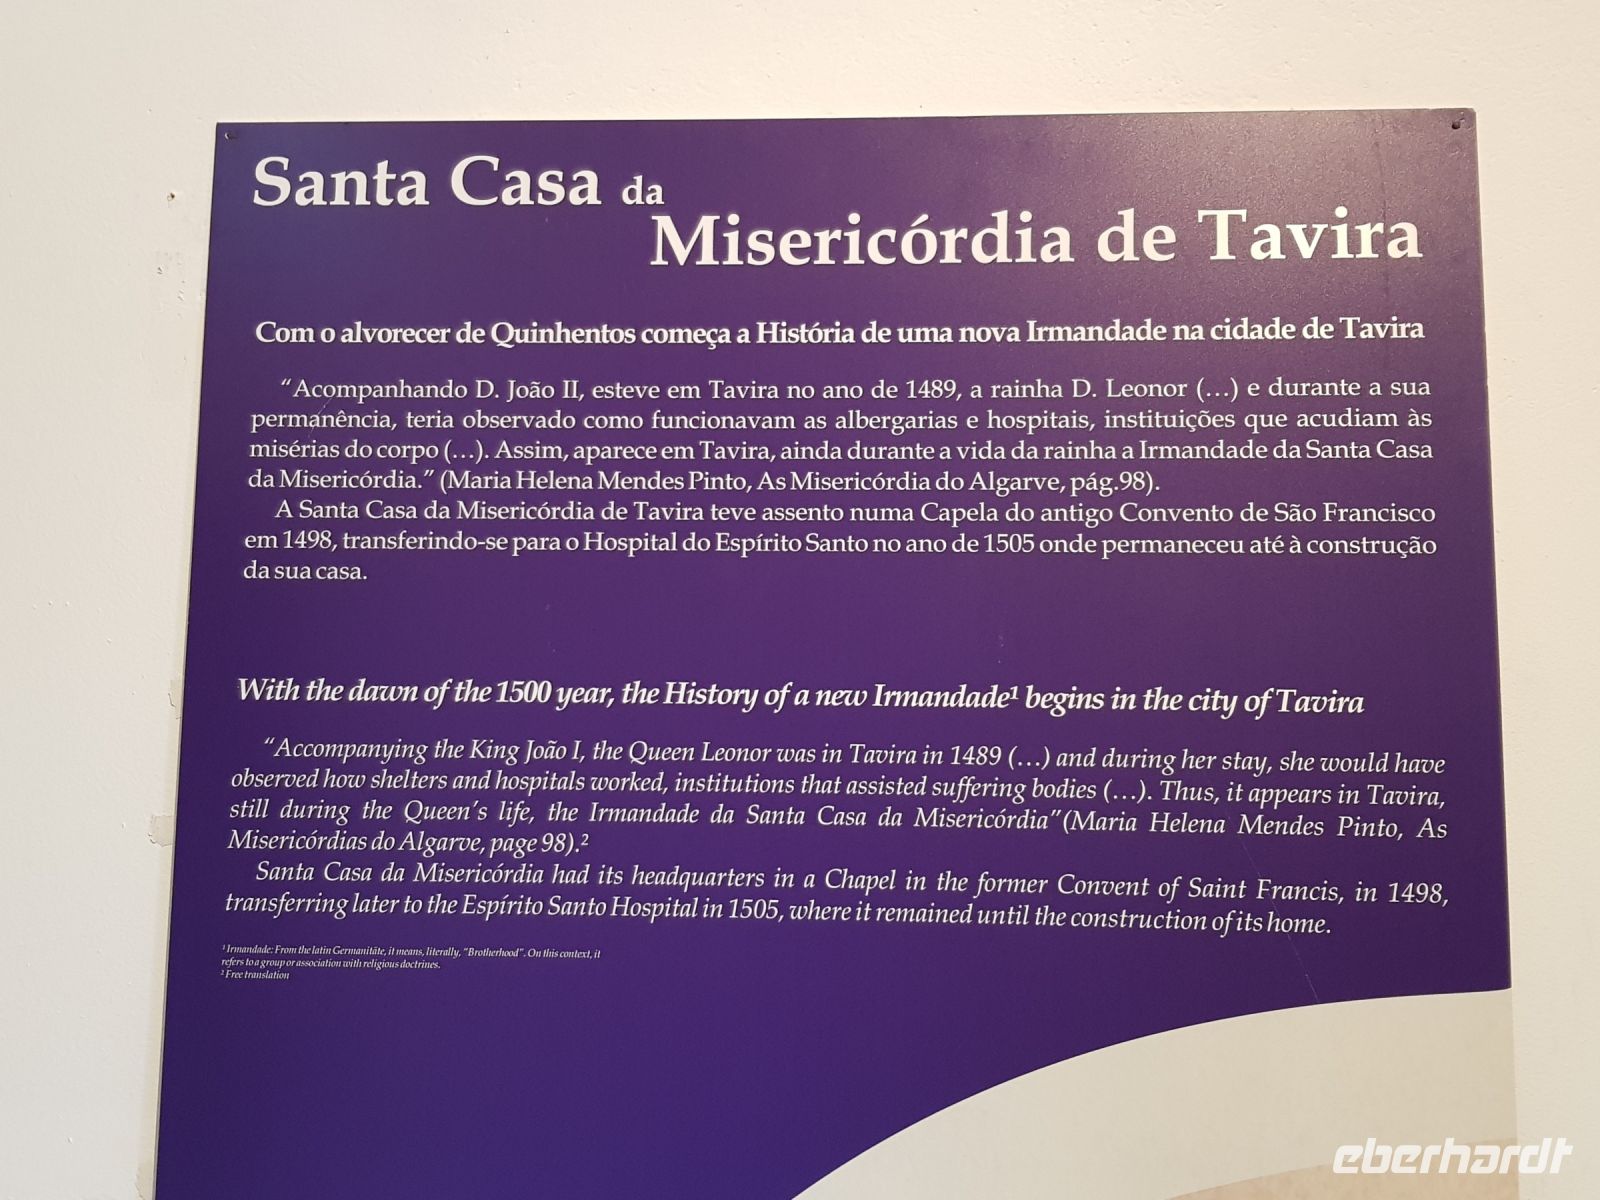 Santa Casa da
Misericórdia de Tavira
Com o alvorecer de Quinhentos começa a História de uma nova Irmandade na cidade de Tavira
“Acompanhando D. João II, esteve em Tavira no ano de 1489, a rainha D. Leonor (…) e durante a sua
permanência, teria observado como funcionavam as albergarias e hospitais, instituições que acudiam às
misérias do corpo (…). Assim, aparece em Tavira, ainda durante a vida da rainha a Irmandade da Santa Casa
da Misericórdia.” (Maria Helena Mendes Pinto, As Misericórdia do Algarve, pág.98).
A Santa Casa da Misericórdia de Tavira teve assento numa Capela do antigo Convento de São Francisco
em 1498, transferindo-se para o Hospital do Espírito Santo no ano de 1505 onde permaneceu até à construção
da sua casa.
With the dawn of the 1500 year, the History of a new Irmandade¹ begins in the city of Tavira
“Accompanying the King João I, the Queen Leonor was in Tavira in 1489 (…) and during her stay, she would have
observed how shelters and hospitals worked, institutions that assisted suffering bodies (…). Thus, it appears in Tavira,
still during the Queen’s life, the Irmandade da Santa Casa da Misericórdia”(Maria Helena Mendes Pinto, As
Misericórdias do Algarve, page 98).²
Santa Casa da Misericórdia had its headquarters in a Chapel in the former Convent of Saint Francis, in 1498,
transferring later to the Espírito Santo Hospital in 1505, where it remained until the construction of its home.
¹ Irmandade: From the latin Germanitāte, it means, literally, “Brotherhood”. On this context, it
refers to a group or association with religious doctrines.
² Free translation
eberhardt